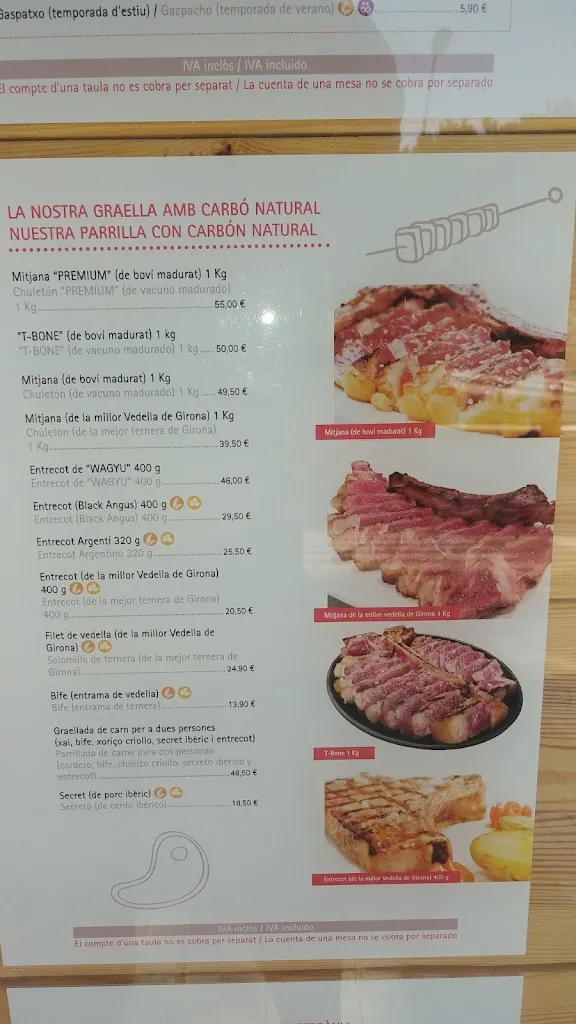 Gaspatxo (temporada d'estiu) / Gazpacho (temporada de verano) 5,90 €
IVA inclòs / IVA incluido
El compte d'una taula no es cobra per separat / La cuenta de una mesa no se cobra por separado
LA NOSTRA GRAELLA AMB CARBÓ NATURAL
NUESTRA PARRILLA CON CARBÓN NATURAL
Mitjana "PREMIUM" (de boví madurat) 1 Kg
Chuletón "PREMIUM" (de vacuno madurado)
1 Kg 55,00 €
"T-BONE" (de boví madurat) 1 kg
"T-BONE" (de vacuno madurado) 1 kg 50,00 €
Mitjana (de boví madurat) 1 Kg
Chuletón (de vacuno madurado) 1 Kg 49,50 €
Mitjana (de la millor Vedella de Girona) 1 Kg
Chuletón (de la mejor ternera de Girona)
1 Kg 39,50 €
Entrecot de "WAGYU" 400 g
Entrecot de "WAGYU" 400 g 46,00 €
Entrecot (Black Angus) 400 g
Entrecot (Black Angus) 400 g 29,50 €
Entrecot Argentí 320 g
Entrecot Argentino 320 g 25,50 €
Entrecot (de la millor Vedella de Girona)
400 g
Entrecot (de la mejor ternera de Girona)
400 g 20,50 €
Filet de vedella (de la millor Vedella de
Girona)
Solomillo de ternera (de la mejor ternera de
Girona) 24,90 €
Bife (entrama de vedella)
Bife (entrama de ternera) 13,90 €
Graellada de carn per a dues persones
(xai, bife, xoriço criollo, secret ibèric i entrecot)
Parrillada de carne para dos personas
(cordero, bife, chorizo criollo, secreto ibérico y
entrecot) 48,50 €
Secret (de porc ibèric)
Secreto (de cerdo ibérico) 18,50 €
Mitjana (de boví madurat) 1 Kg
Mitjana de la millor vedella de Girona 1 Kg
T-Bone 1 Kg
Entrecot (de la millor Vedella de Girona) 400 g
IVA inclòs / IVA incluido
El compte d'una taula no es cobra per separat / La cuenta de una mesa no se cobra por separado